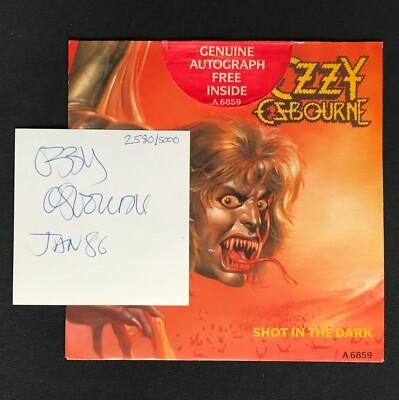 GENUINE
AUTOGRAPH
FREE
INSIDE
A 6859
OZZY
OSBOURNE
2580/5000
OZZY
OSBOURNE
JAN 86
SHOT IN THE DARK
A 6859